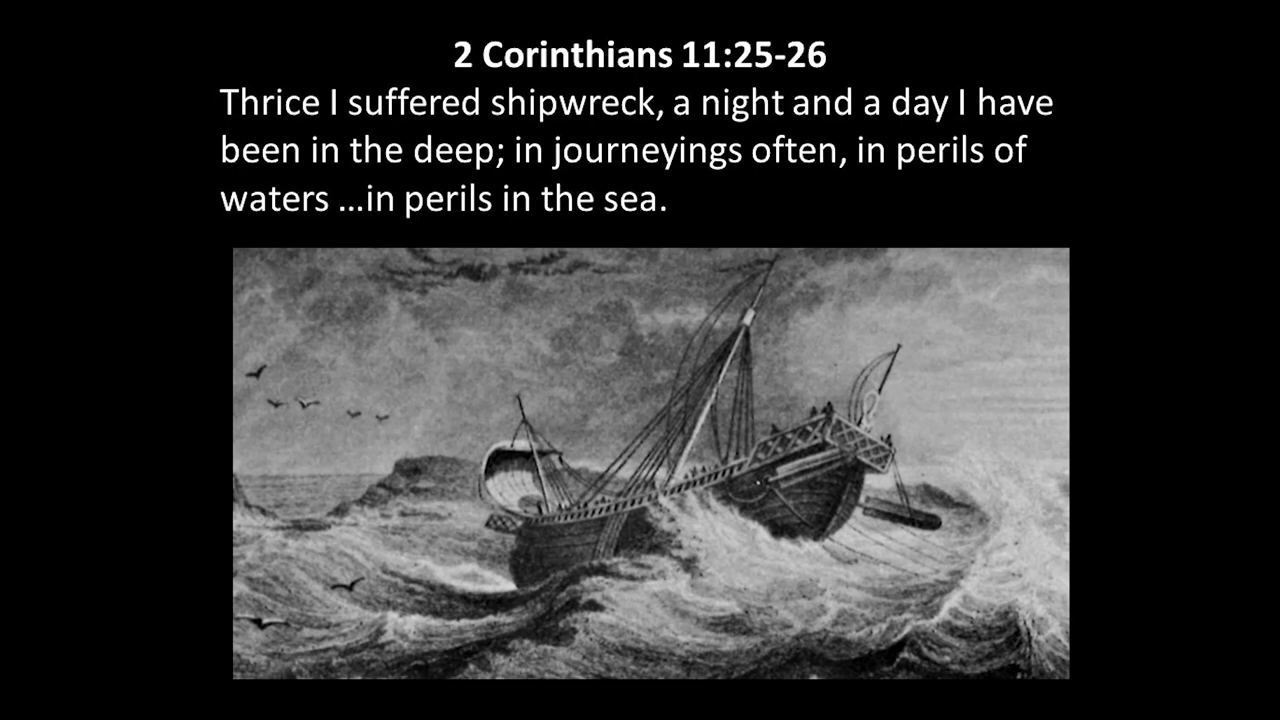 2 Corinthians 11:25-26
Thrice I suffered shipwreck, a night and a day I have
been in the deep; in journeyings often, in perils of
waters ...in perils in the sea.